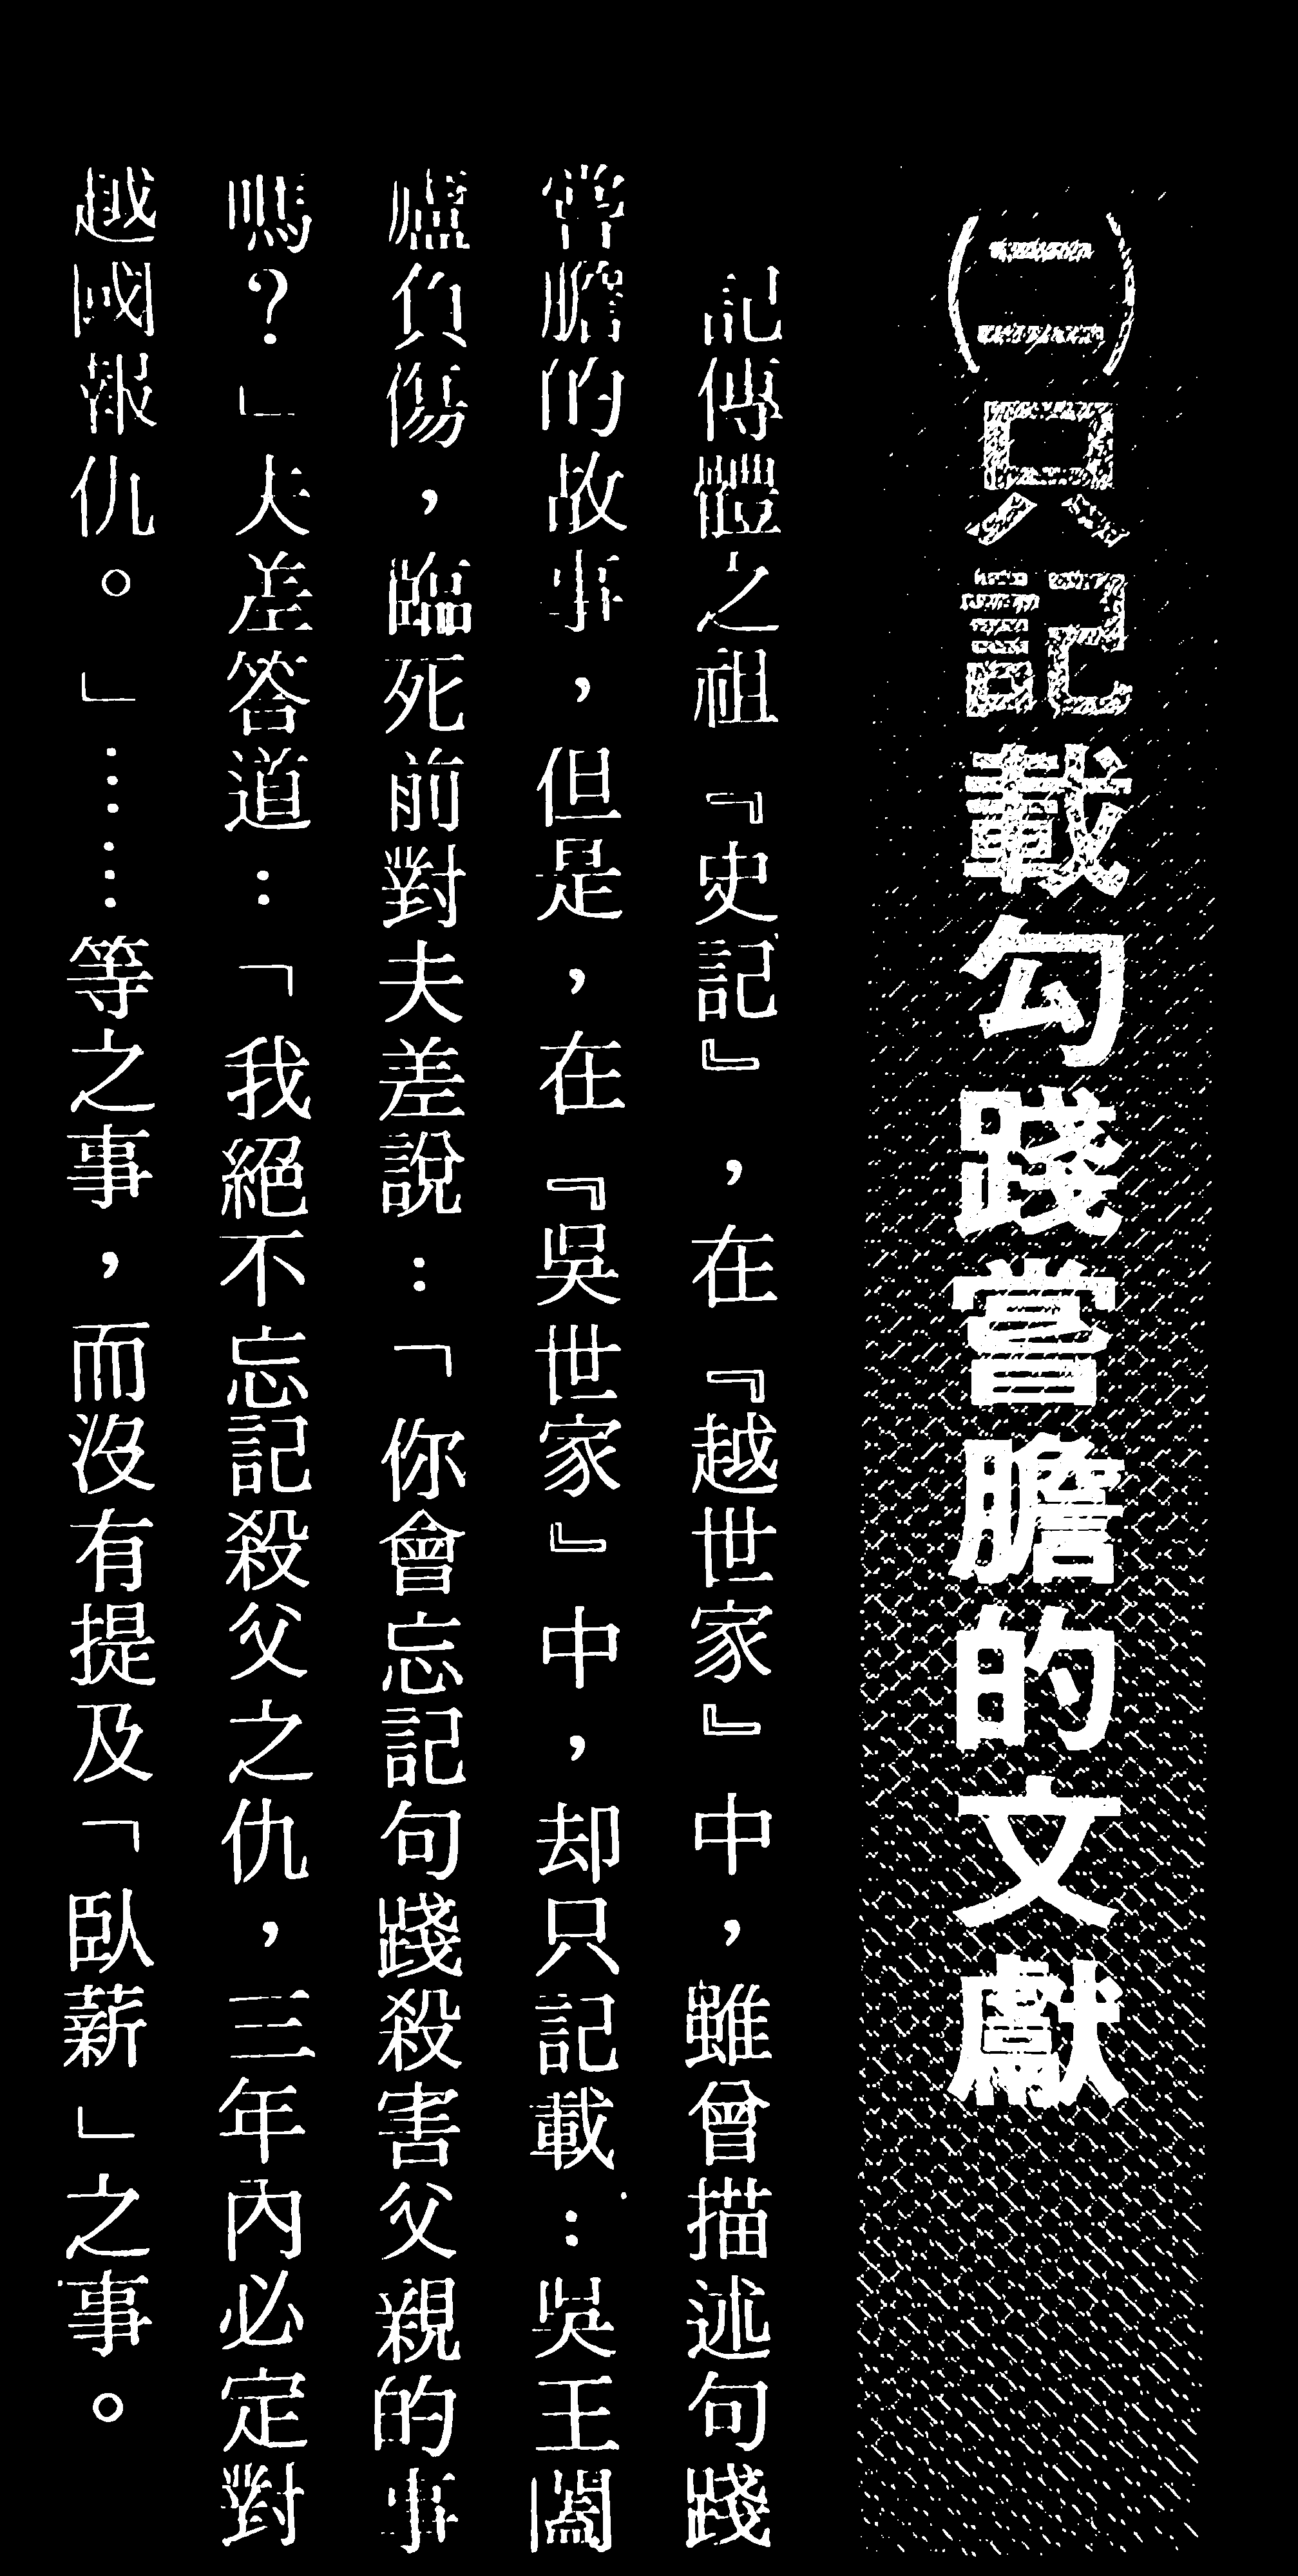 (二)只記載勾踐嘗膽的文獻
記傳體之祖『史記』，在『越世家』中，雖曾描述句踐
嘗膽的故事，但是，在『吳世家』中，却只記載：吳王闔
廬負傷，臨死前對夫差說：「你會忘記句踐殺害父親的事
嗎？」夫差答道：「我絕不忘記殺父之仇，三年內必定對
越國報仇。」……等之事，而沒有提及「臥薪」之事。